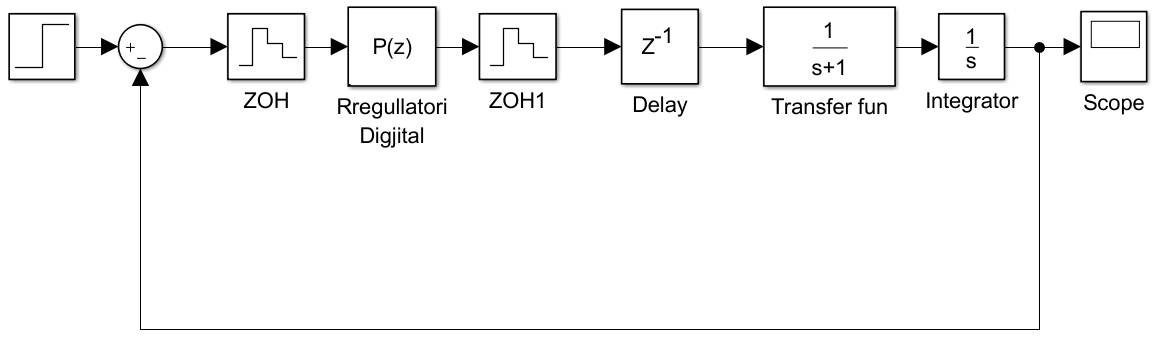 +
−
ZOH
P(z)
Rregullatori
Digjital
ZOH1
Z-1
Delay
1
s+1
Transfer fun
1
s
Integrator
Scope